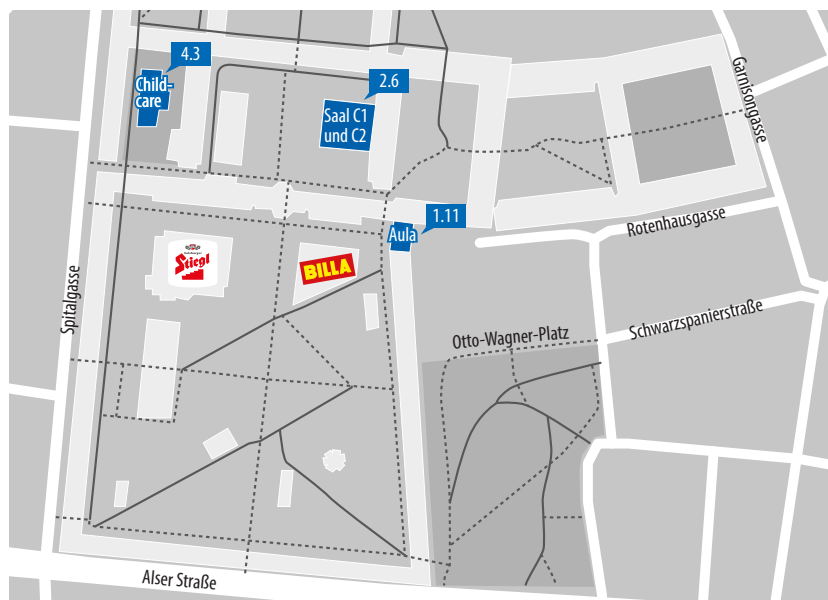 4.3
Child-
care
2.6
Saal C1
und C2
Garnisongasse
1.11
Aula
Rotenhausgasse
Stiegl
BILLA
Spitalgasse
Schwarzspanierstraße
Otto-Wagner-Platz
Alser Straße